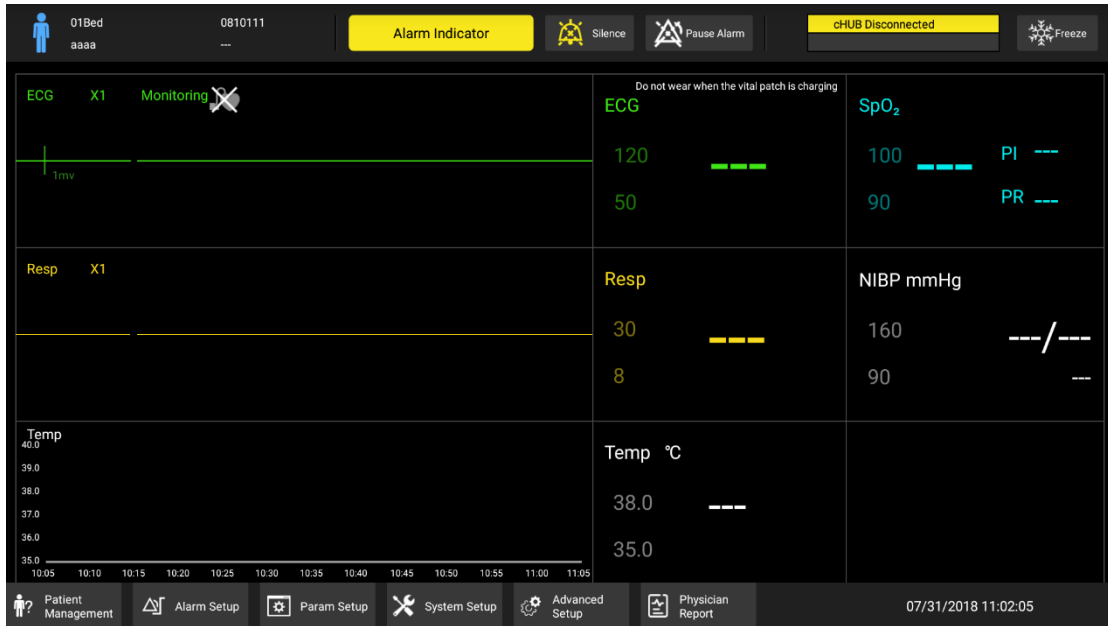 01Bed 0810111
aaaa ---
Alarm Indicator
Silence
Pause Alarm
cHUB Disconnected
Freeze
ECG X1 Monitoring
1mv
Do not wear when the vital patch is charging
ECG
120 ---
50
SpO₂
100 --- PI ---
90 PR ---
Resp X1
Resp
30 ---
8
NIBP mmHg
160 ---/---
90 ---
Temp
40.0
39.0
38.0
37.0
36.0
35.0
10:05 10:10 10:15 10:20 10:25 10:30 10:35 10:40 10:45 10:50 10:55 11:00 11:05
Temp ℃
38.0 ---
35.0
?
Patient
Management
Alarm Setup
Param Setup
System Setup
Advanced
Setup
Physician
Report
07/31/2018 11:02:05